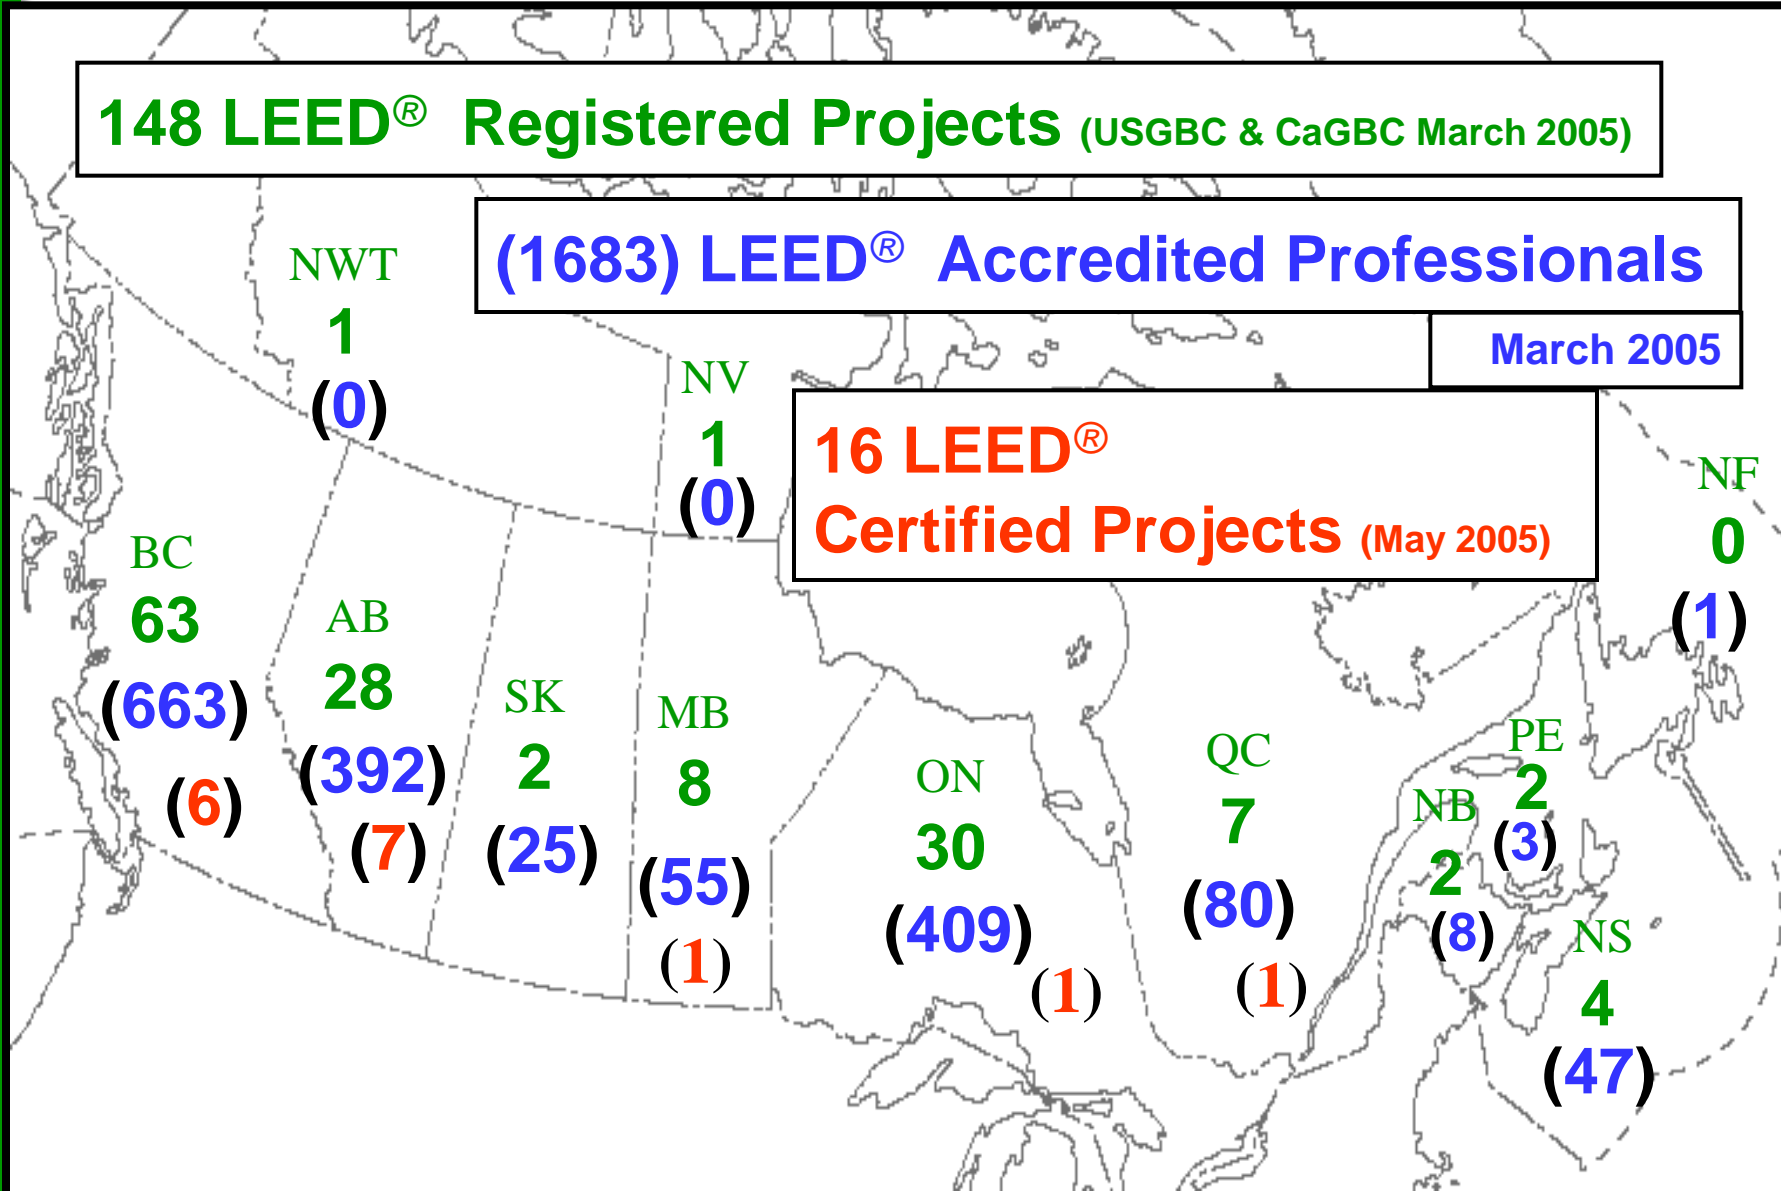 148 LEED® Registered Projects (USGBC & CaGBC March 2005)
(1683) LEED® Accredited Professionals
March 2005
16 LEED®
Certified Projects (May 2005)
NWT
1
(0)
NV
1
(0)
NF
0
(1)
BC
63
(663)
(6)
AB
28
(392)
(7)
SK
2
(25)
MB
8
(55)
(1)
ON
30
(409)
(1)
QC
7
(80)
(1)
PE
2
(3)
NB
2
(8)
NS
4
(47)